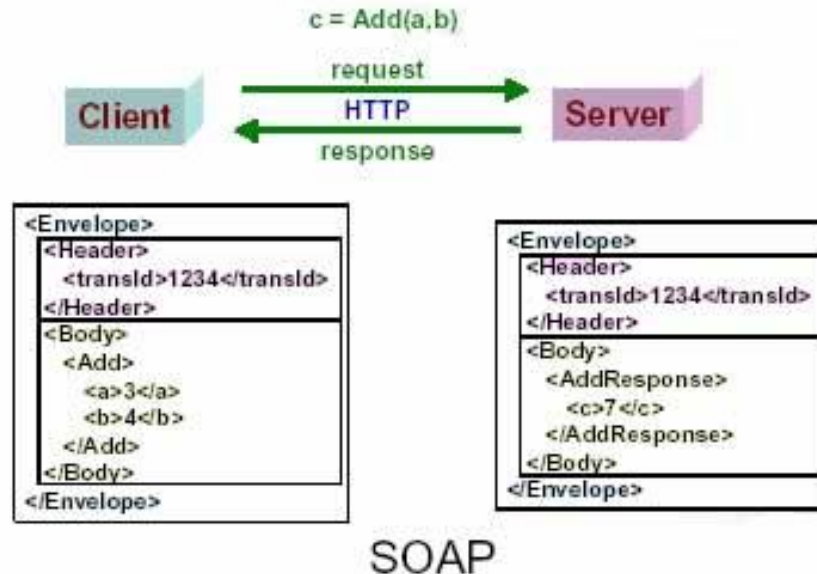 c = Add(a,b)
request
Client
HTTP
Server
response
<Envelope>
<Header>
<transId>1234</transId>
</Header>
<Body>
<Add>
<a>3</a>
<b>4</b>
</Add>
</Body>
</Envelope>
<Envelope>
<Header>
<transId>1234</transId>
</Header>
<Body>
<AddResponse>
<c>7</c>
</AddResponse>
</Body>
</Envelope>
SOAP